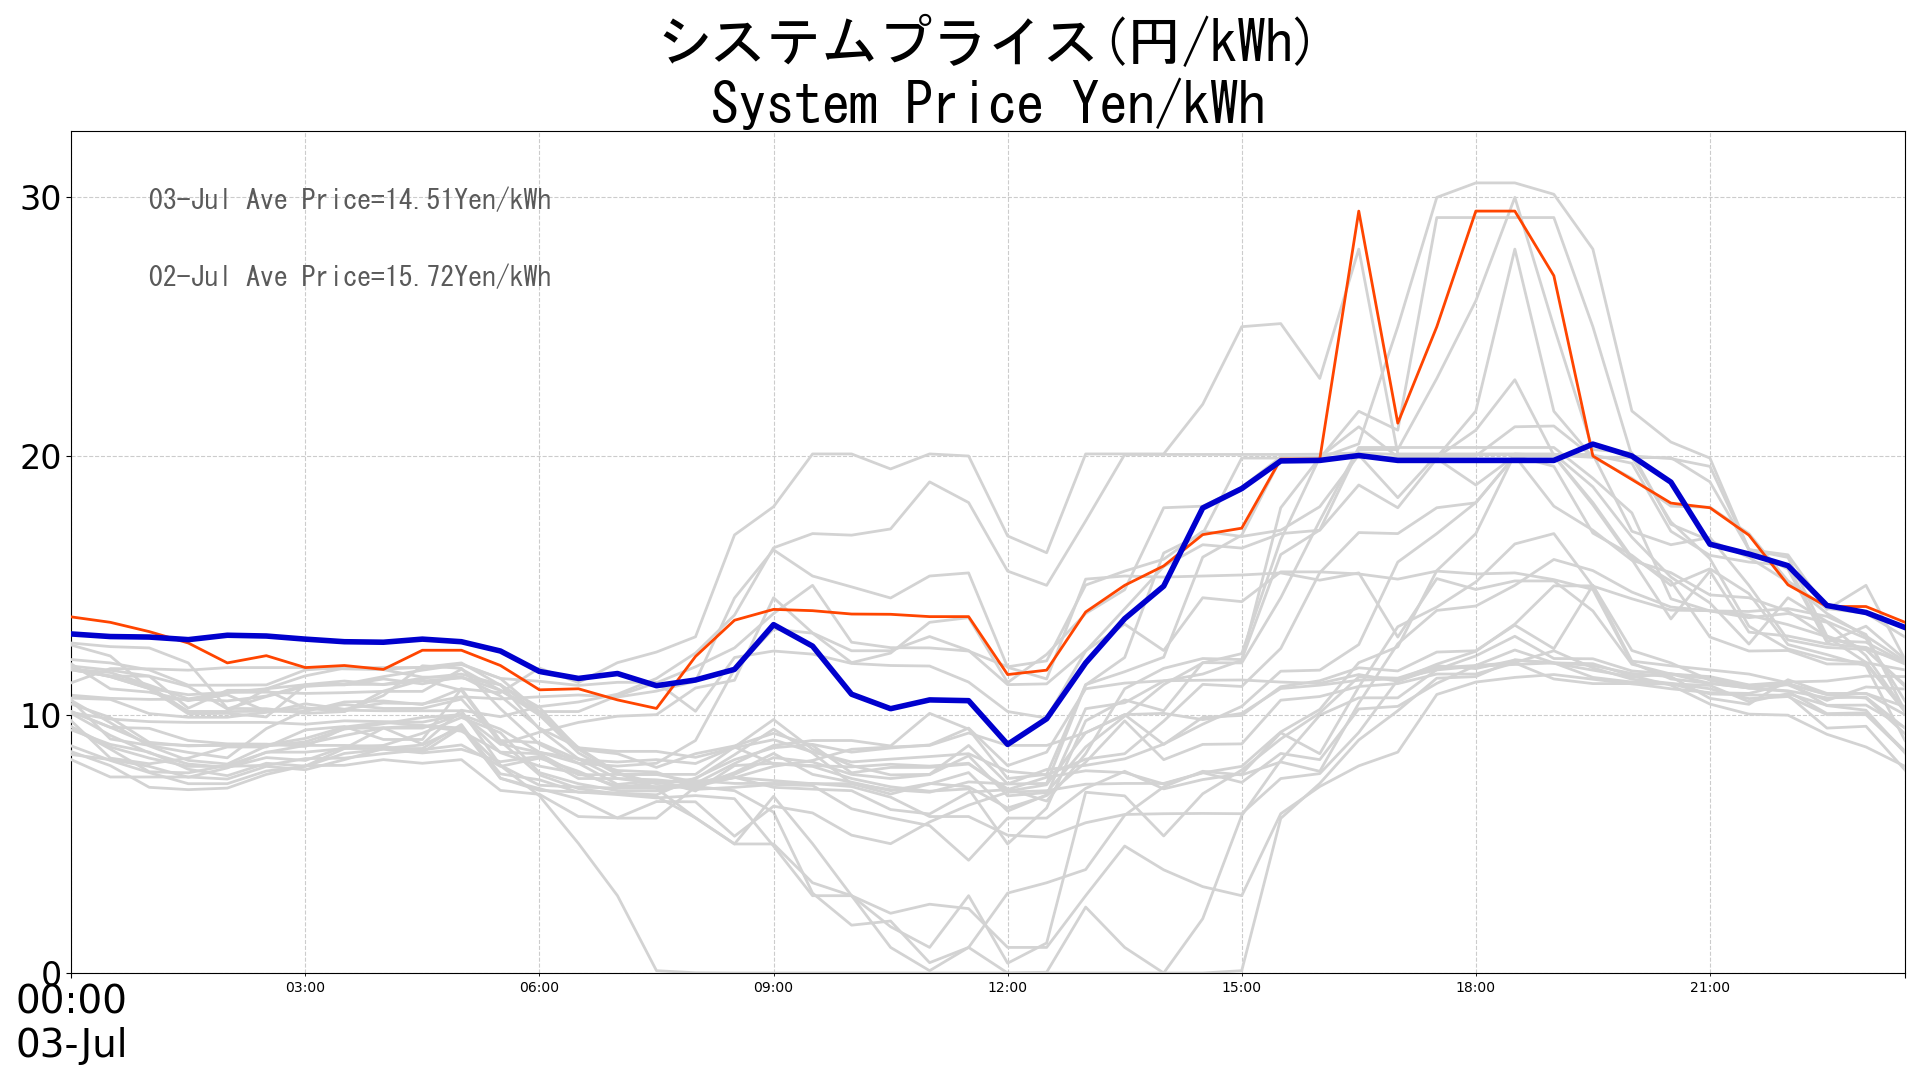 システムプライス(円/kWh)
System Price Yen/kWh
03-Jul Ave Price=14.51Yen/kWh
02-Jul Ave Price=15.72Yen/kWh
30
20
10
0
00:00
03:00
06:00
09:00
12:00
15:00
18:00
21:00
03-Jul